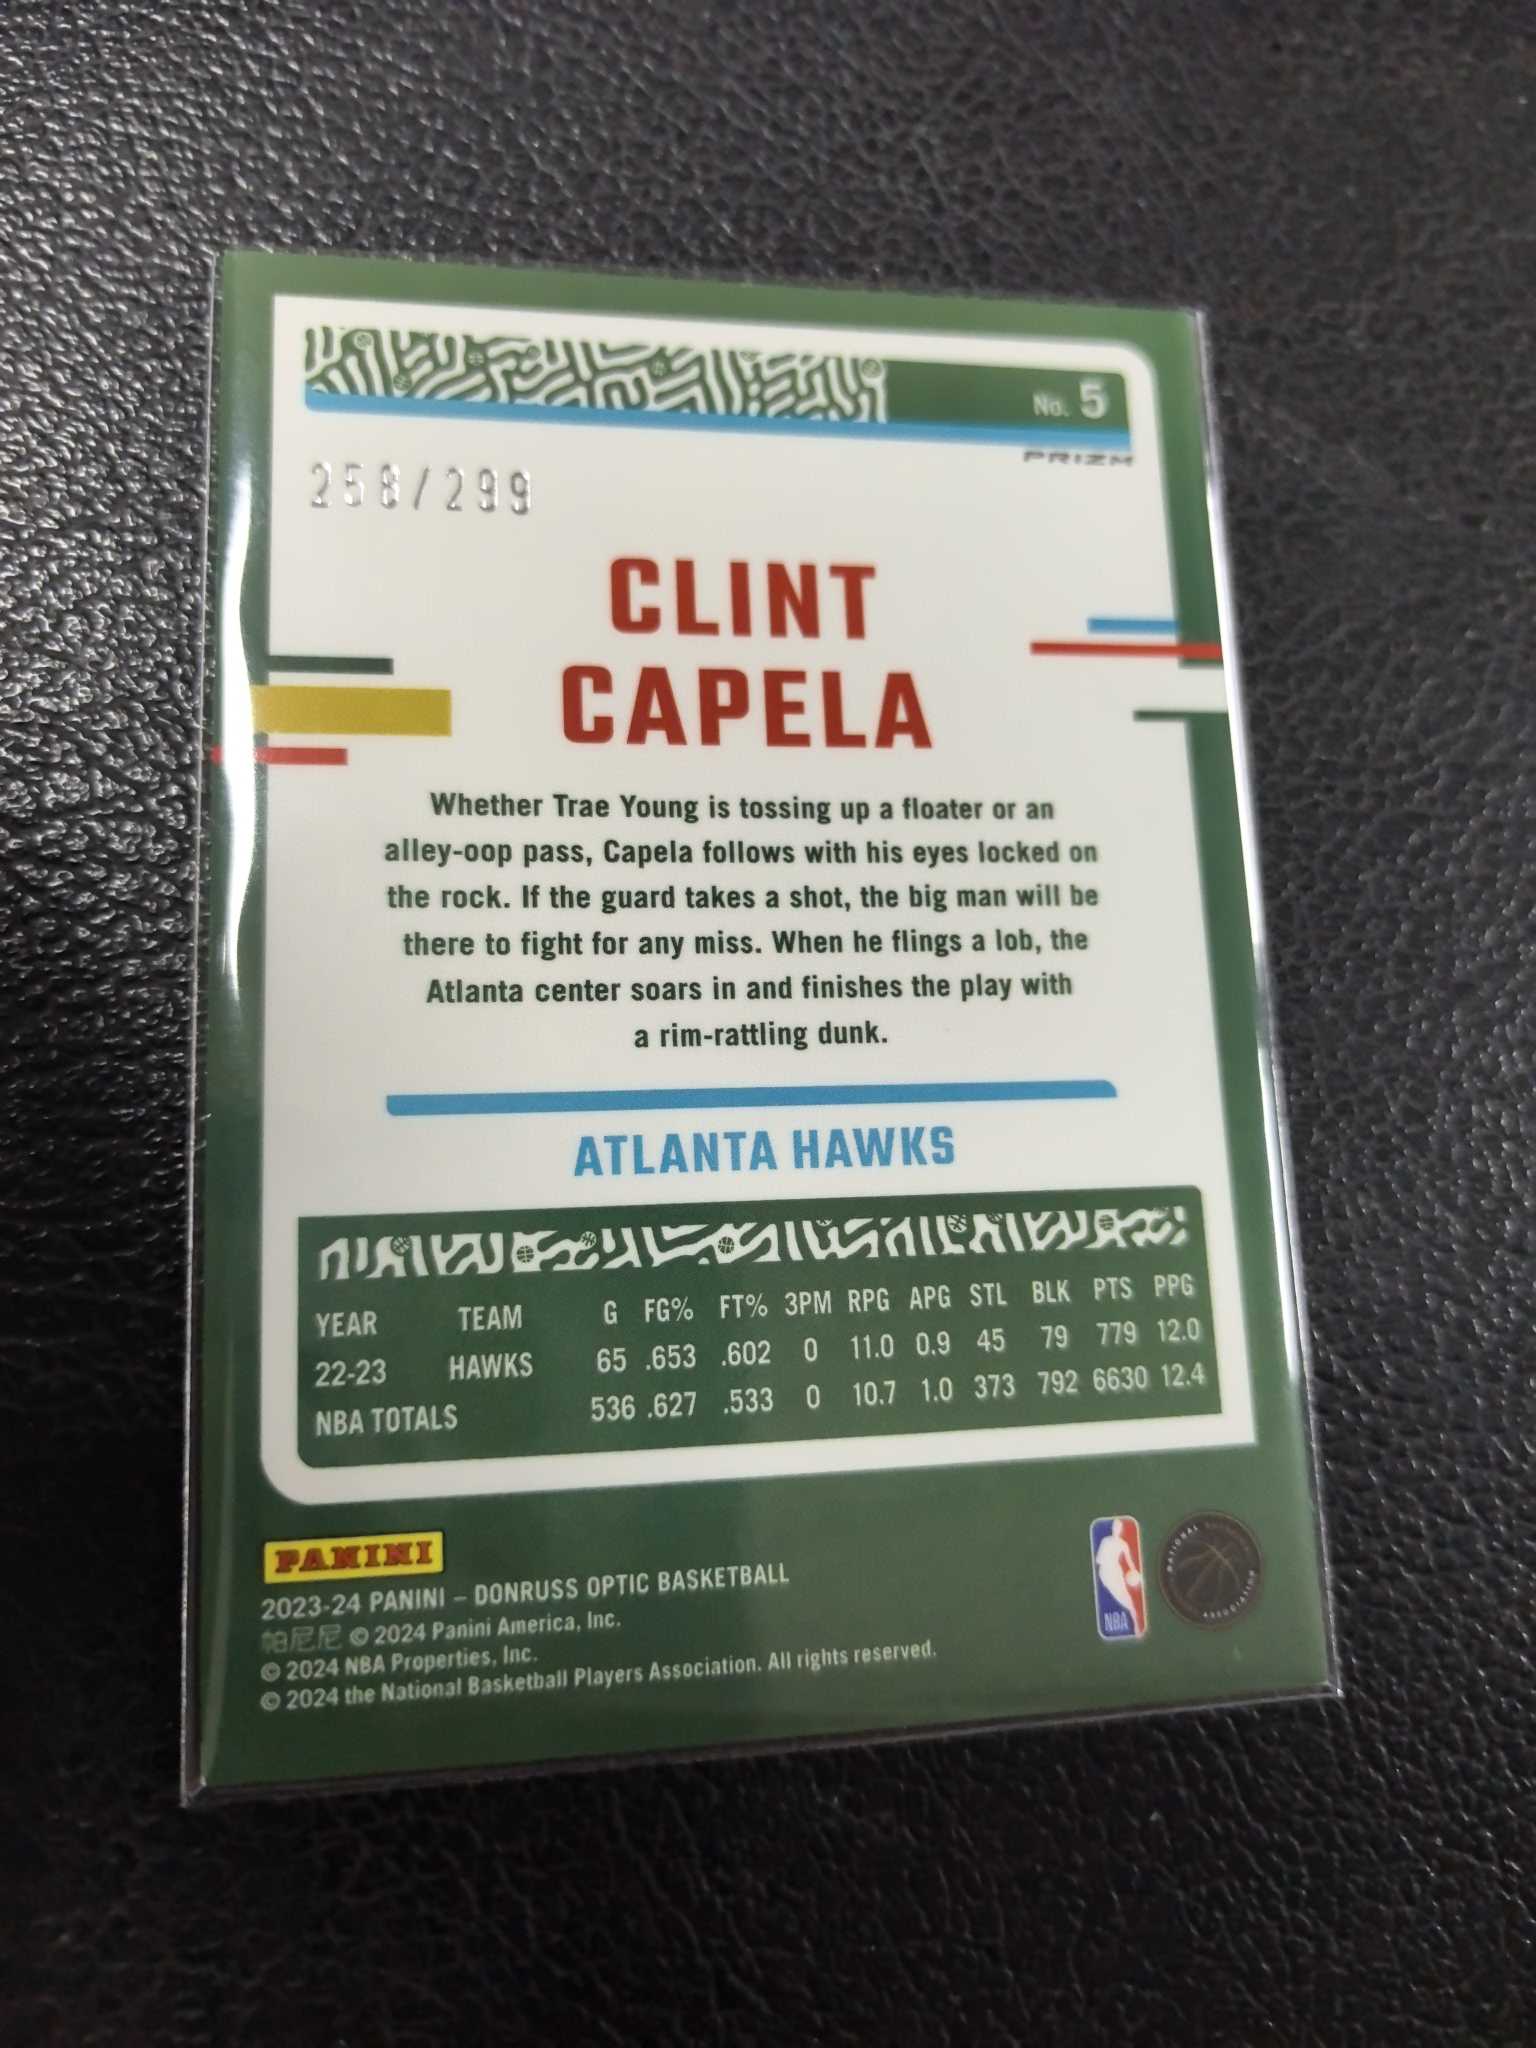 No. 5
PRIZM
258/299
CLINT
CAPELA
Whether Trae Young is tossing up a floater or an
alley-oop pass, Capela follows with his eyes locked on
the rock. If the guard takes a shot, the big man will be
there to fight for any miss. When he flings a lob, the
Atlanta center soars in and finishes the play with
a rim-rattling dunk.
ATLANTA HAWKS
YEAR TEAM G FG% FT% 3PM RPG APG STL BLK PTS PPG
22-23 HAWKS 65 .653 .602 0 11.0 0.9 45 79 779 12.0
NBA TOTALS 536 .627 .533 0 10.7 1.0 373 792 6630 12.4
PANINI
2023-24 PANINI – DONRUSS OPTIC BASKETBALL
帕尼尼 © 2024 Panini America, Inc.
© 2024 NBA Properties, Inc.
© 2024 the National Basketball Players Association. All rights reserved.
NBA
NATIONAL
ASSOCIATION